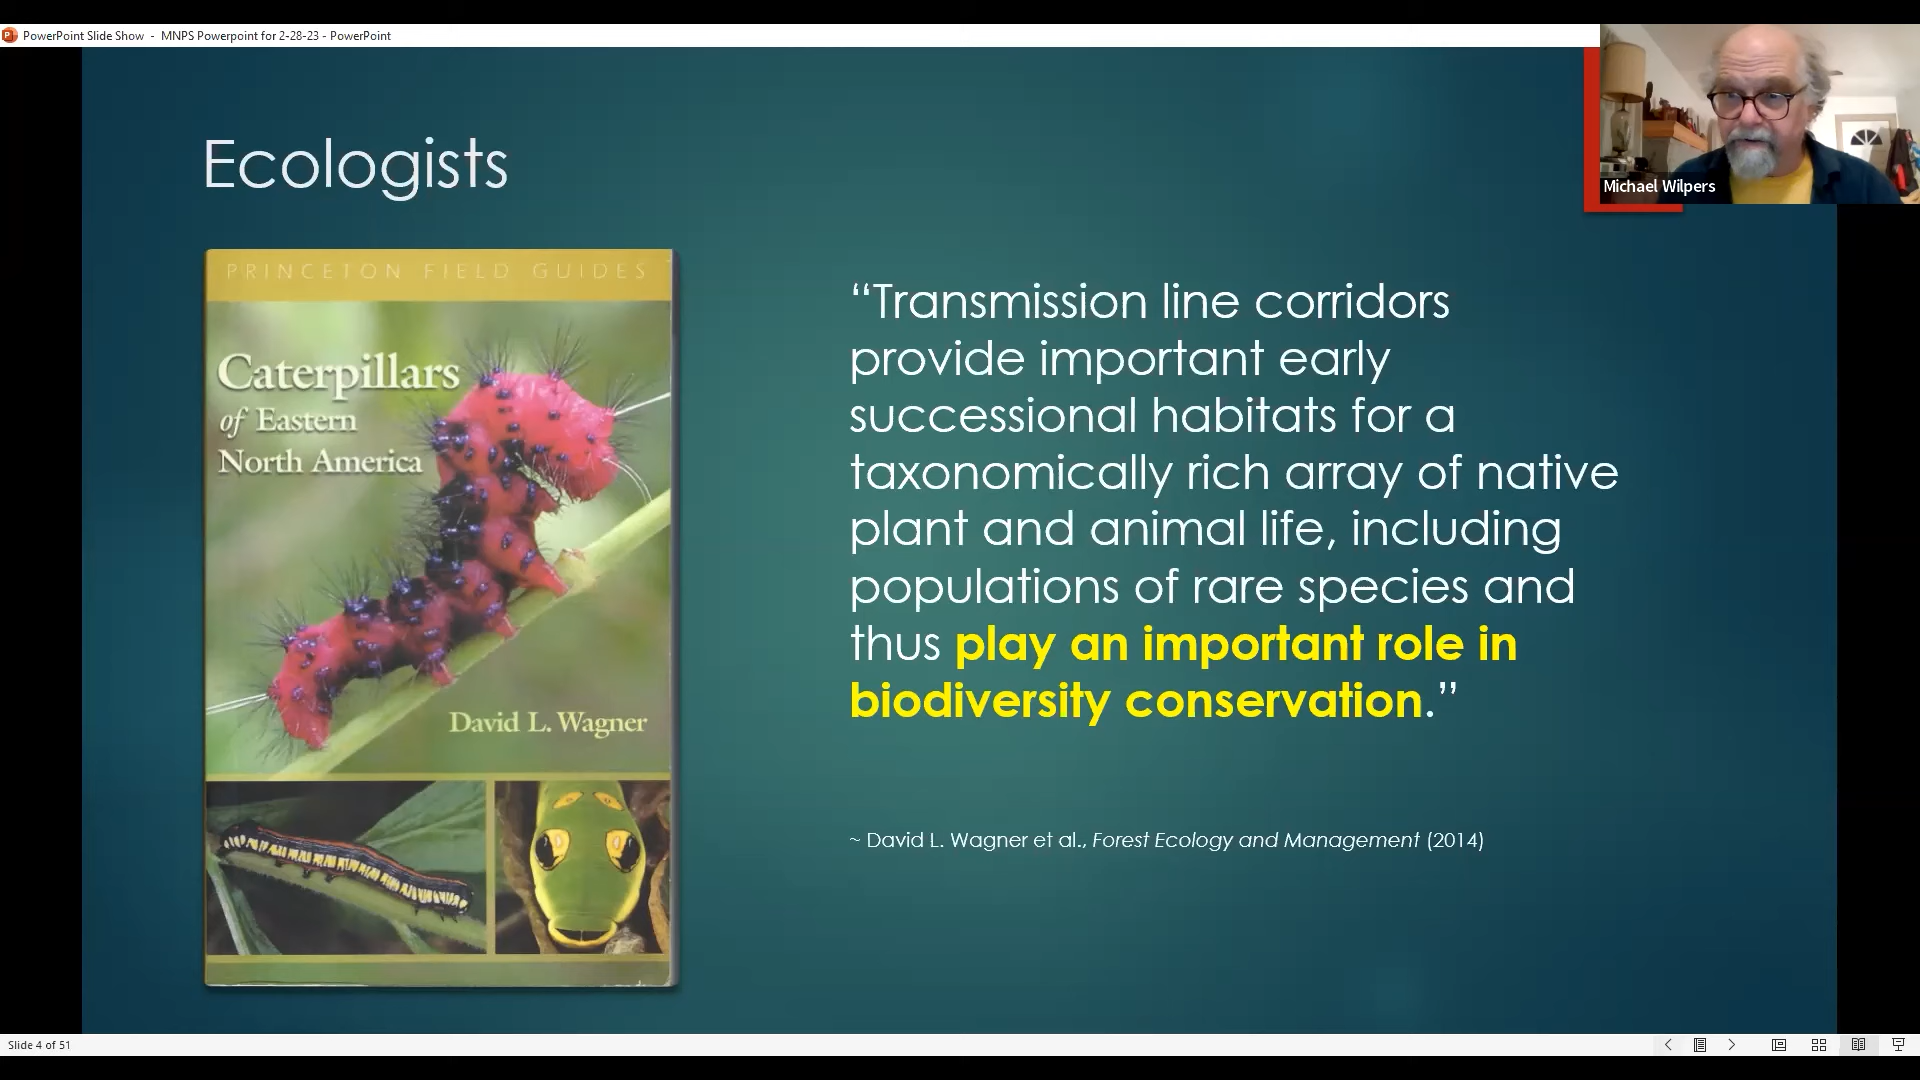 PowerPoint Slide Show - MNPS Powerpoint for 2-28-23 - PowerPoint
Michael Wilpers
Ecologists
PRINCETON FIELD GUIDES
Caterpillars
of Eastern
North America
David L. Wagner
“Transmission line corridors
provide important early
successional habitats for a
taxonomically rich array of native
plant and animal life, including
populations of rare species and
thus play an important role in
biodiversity conservation.”
~ David L. Wagner et al., Forest Ecology and Management (2014)
Slide 4 of 51